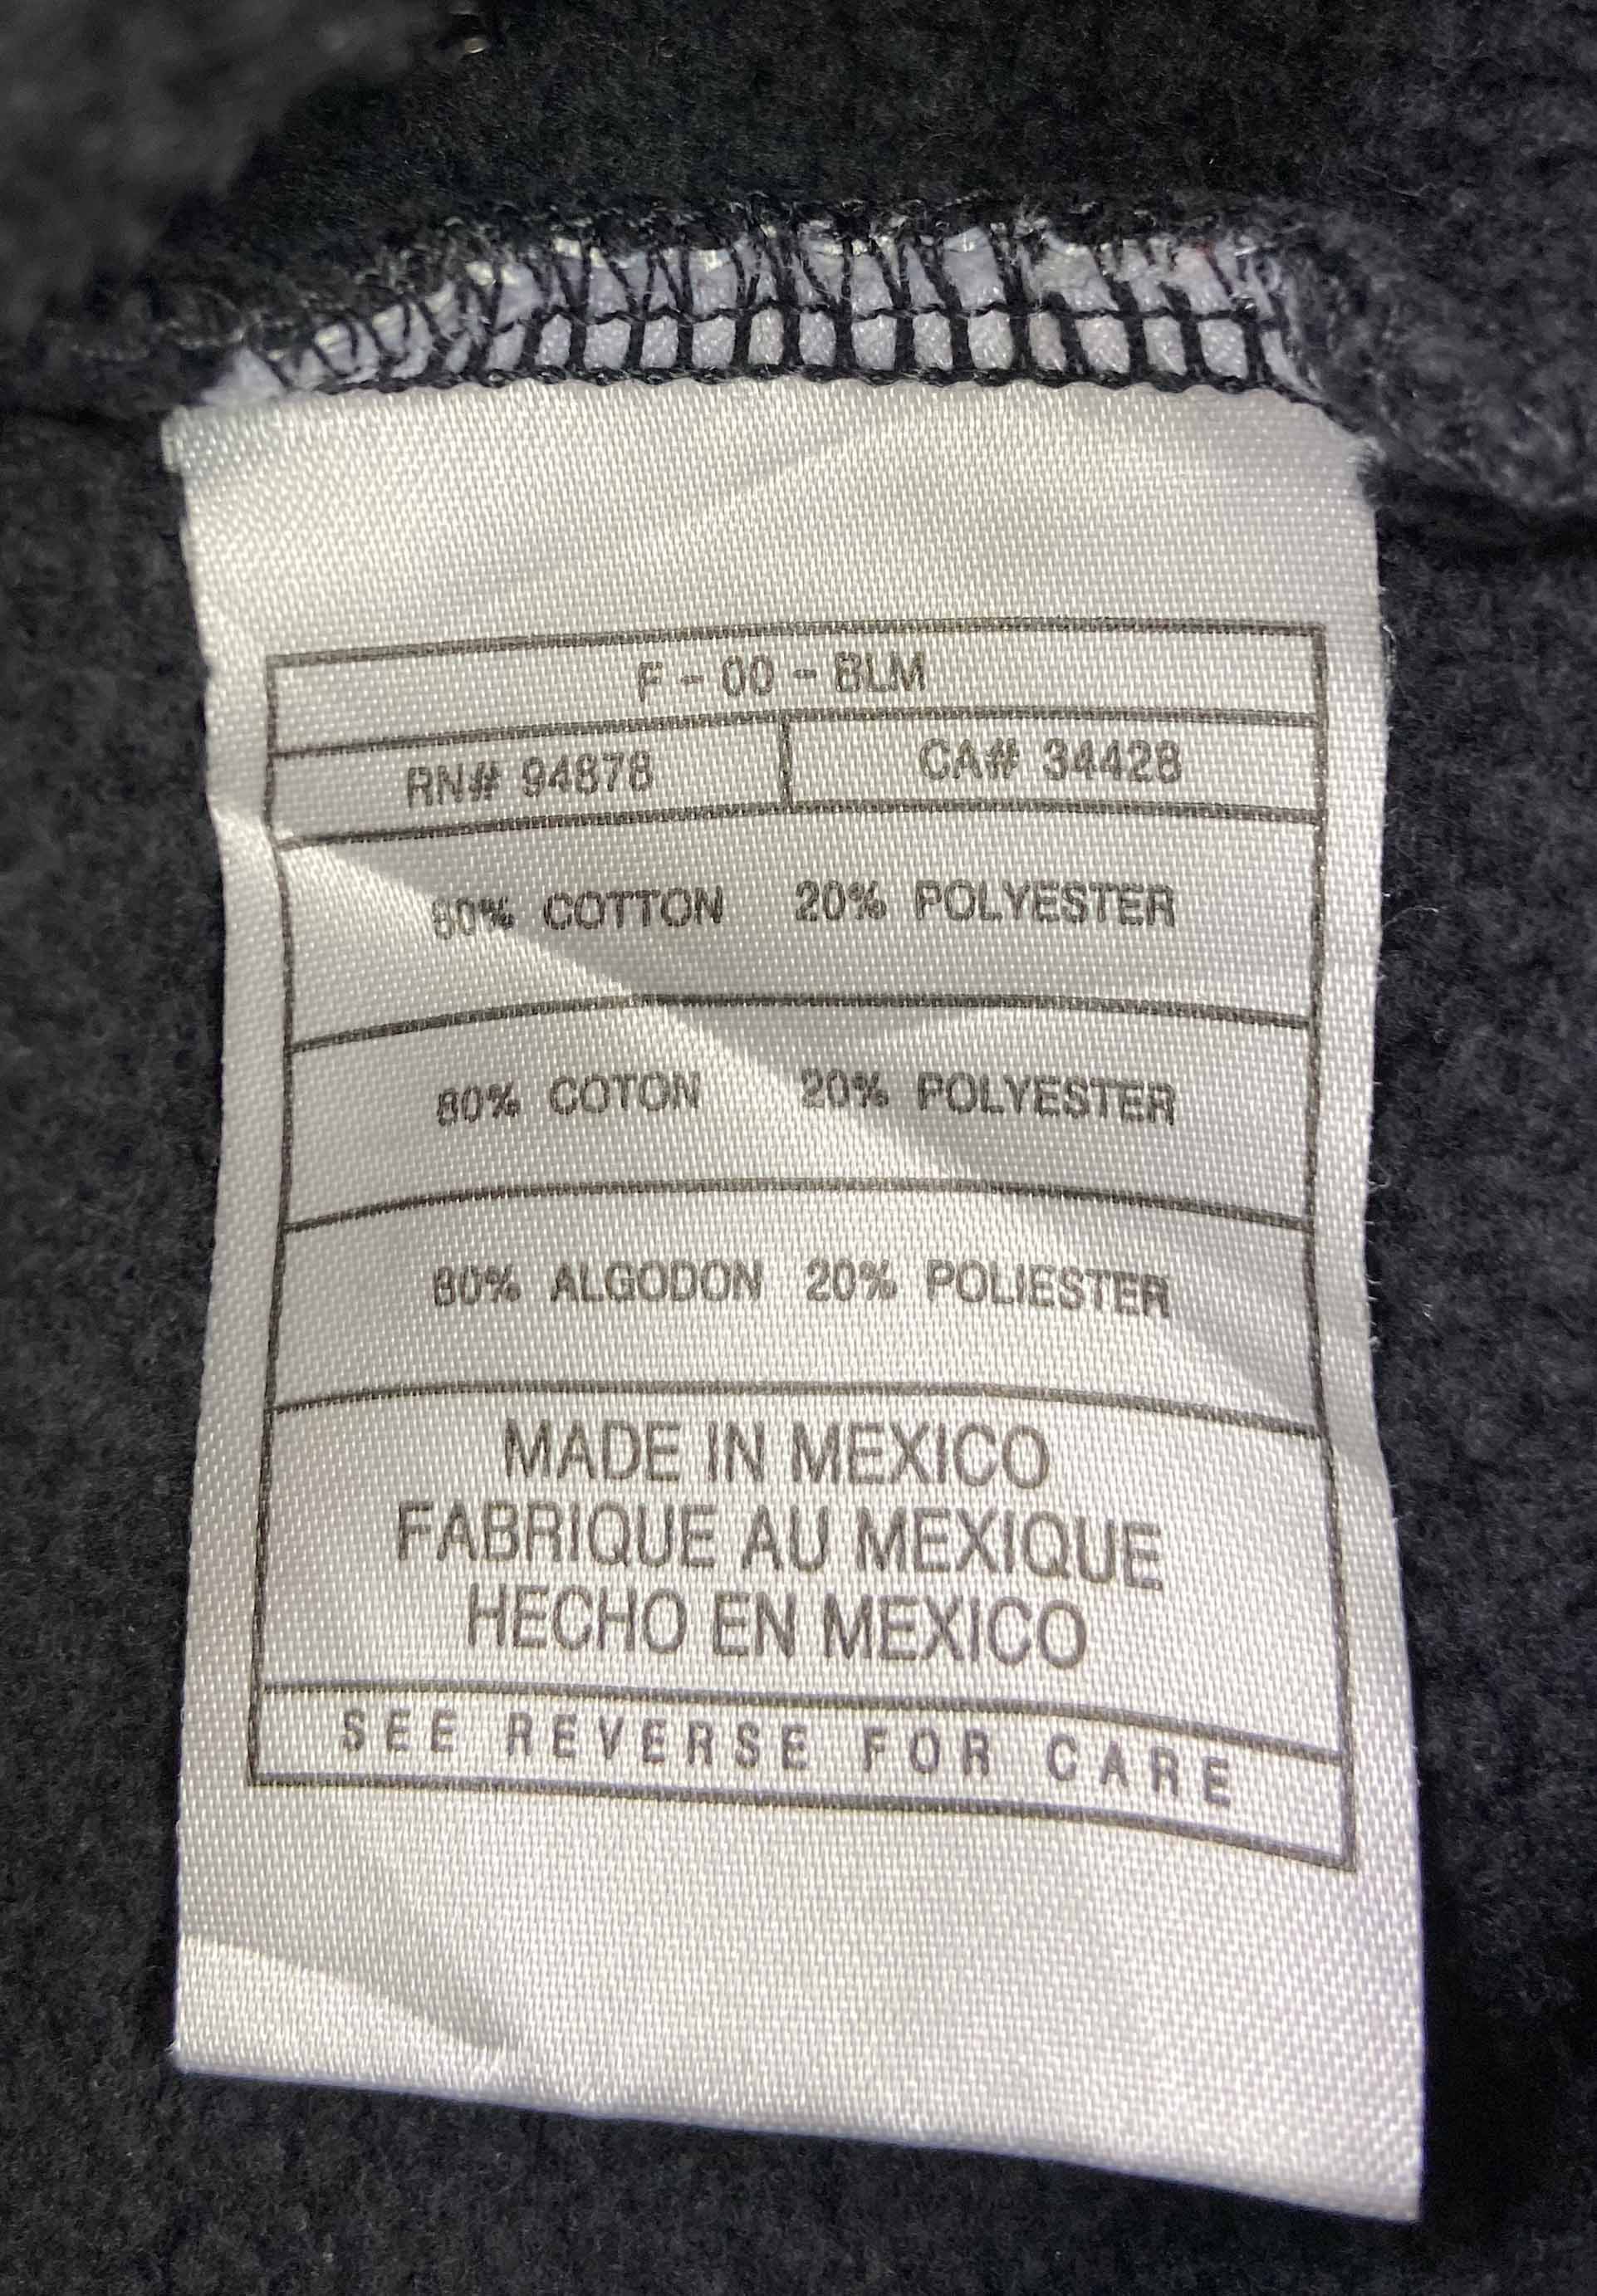 F - 00 - BLM
RN# 94878 CA# 34428
80% COTTON 20% POLYESTER
80% COTON 20% POLYESTER
80% ALGODON 20% POLIESTER
MADE IN MEXICO
FABRIQUE AU MEXIQUE
HECHO EN MEXICO
SEE REVERSE FOR CARE